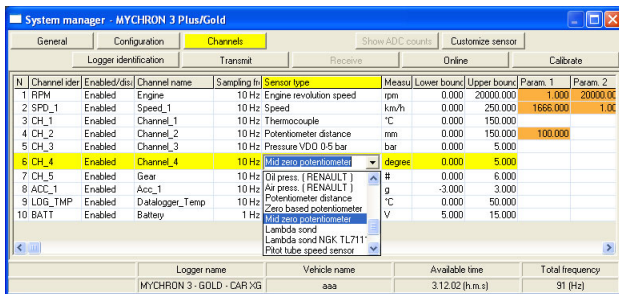 System manager - MYCHRON 3 Plus/Gold
General Configuration Channels Show ADC counts Customize sensor
Logger identification Transmit Receive Online Calibrate
N Channel ider Enabled/disa Channel name Sampling fre Sensor type Measu Lower bounc Upper bounc Param. 1 Param. 2
1 RPM Enabled Engine 10 Hz Engine revolution speed rpm 0.000 20000.000 1.000 20000.00
2 SPD_1 Enabled Speed_1 10 Hz Speed km/h 0.000 250.000 1666.000 1.00
3 CH_1 Enabled Channel_1 10 Hz Thermocouple °C 0.000 150.000
4 CH_2 Enabled Channel_2 10 Hz Potentiometer distance mm 0.000 150.000 100.000
5 CH_3 Enabled Channel_3 10 Hz Pressure VDO 0-5 bar bar 0.000 5.000
6 CH_4 Enabled Channel_4 10 Hz Mid zero potentiometer degree 0.000 5.000
7 CH_5 Enabled Gear 10 Hz Oil press. ( RENAULT ) # 0.000 6.000
8 ACC_1 Enabled Acc_1 10 Hz Air press. ( RENAULT ) g -3.000 3.000
Potentiometer distance
9 LOG_TMP Enabled Datalogger_Temp 10 Hz Zero based potentiometer °C 0.000 50.000
10 BATT Enabled Battery 1 Hz Mid zero potentiometer V 5.000 15.000
Lambda sond
Lambda sond NGK TL711
Pitot tube speed sensor
Logger name Vehicle name Available time Total frequency
MYCHRON 3 - GOLD - CAR XG aaa 3.12.02 (h.m.s) 91 (Hz)